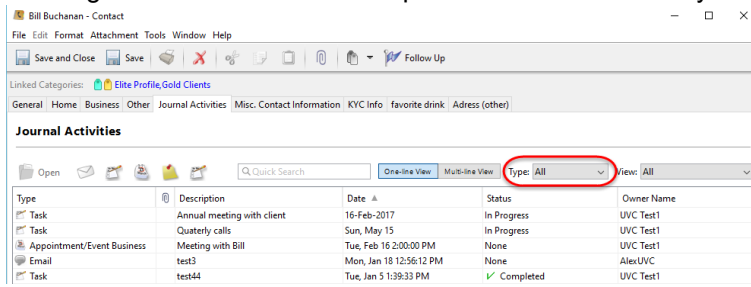 Bill Buchanan - Contact
File Edit Format Attachment Tools Window Help
Save and Close Save Follow Up
Linked Categories: Elite Profile,Gold Clients
General Home Business Other Journal Activities Misc. Contact Information KYC Info favorite drink Adress (other)
Journal Activities
Open Quick Search One-line View Multi-line View Type: All View: All
Type Description Date Status Owner Name
Task Annual meeting with client 16-Feb-2017 In Progress UVC Test1
Task Quaterly calls Sun, May 15 In Progress UVC Test1
Appointment/Event Business Meeting with Bill Tue, Feb 16 2:00:00 PM None UVC Test1
Email test3 Mon, Jan 18 12:56:12 PM None AlexUVC
Task test44 Tue, Jan 5 1:39:33 PM Completed UVC Test1